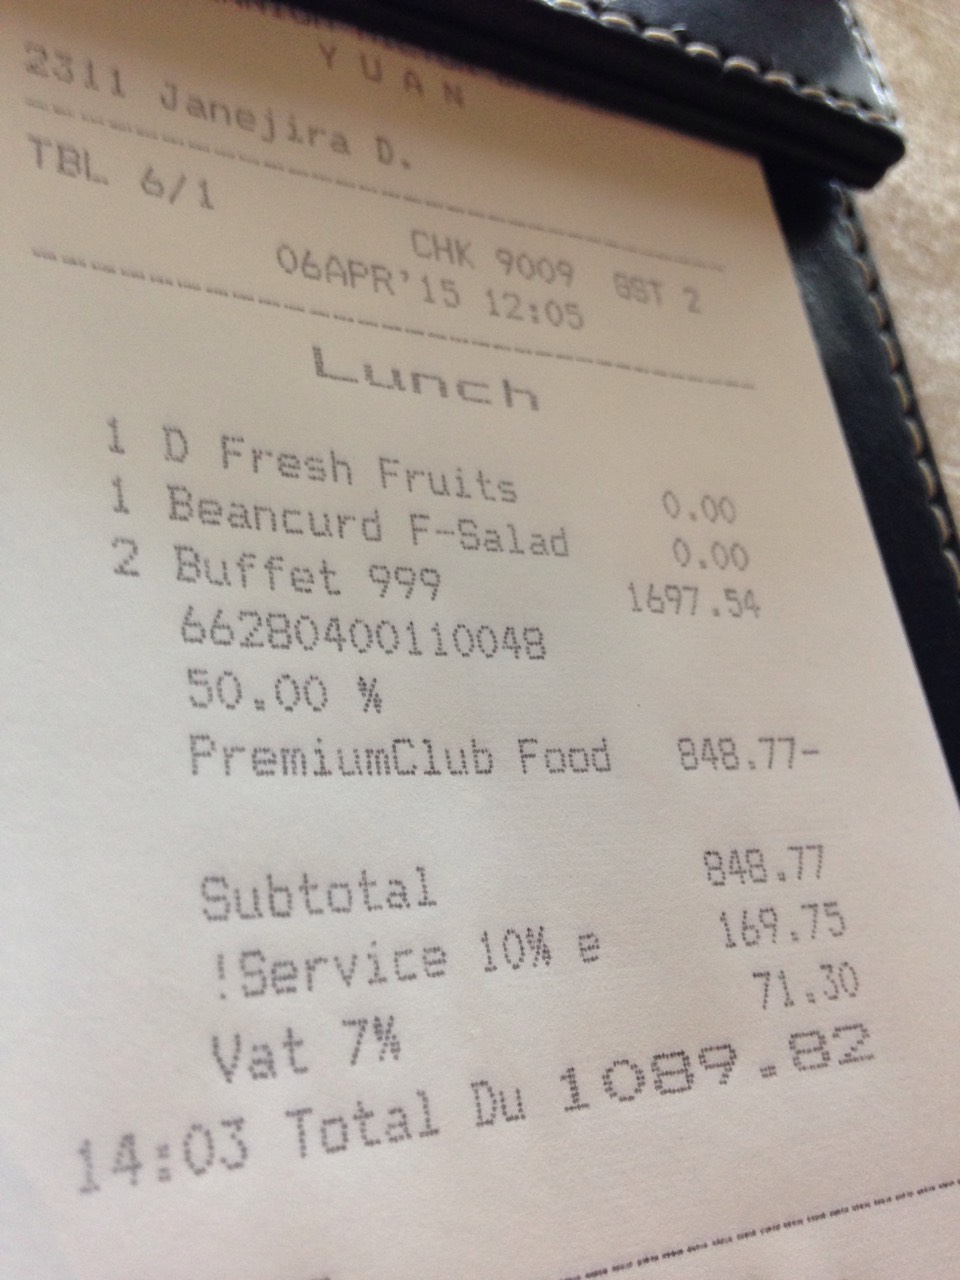 Y U A N
2311 Janejira D.
TBL 6/1
CHK 9009 GST 2
06APR'15 12:05
Lunch
1 D Fresh Fruits 0.00
1 Beancurd F-Salad 0.00
2 Buffet 999 1697.54
66280400110048
50.00 %
PremiumClub Food 848.77-
Subtotal 848.77
!Service 10% e 169.75
Vat 7% 71.30
14:03 Total Du 1089.82